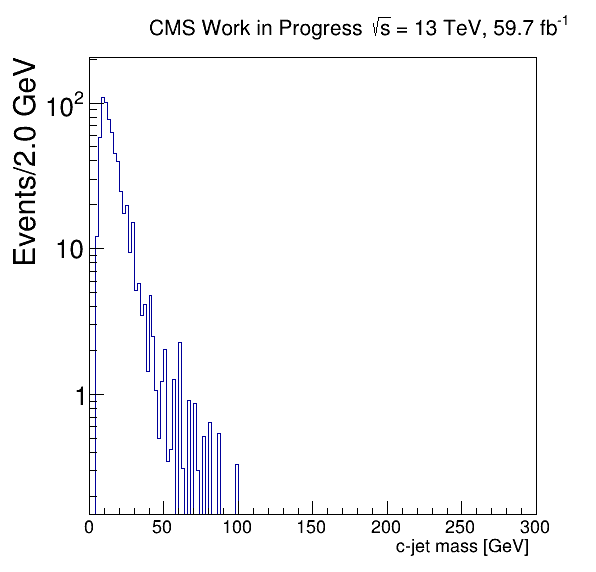 CMS Work in Progress √s = 13 TeV, 59.7 fb⁻¹
Events/2.0 GeV
10²
10
1
0 50 100 150 200 250 300
c-jet mass [GeV]